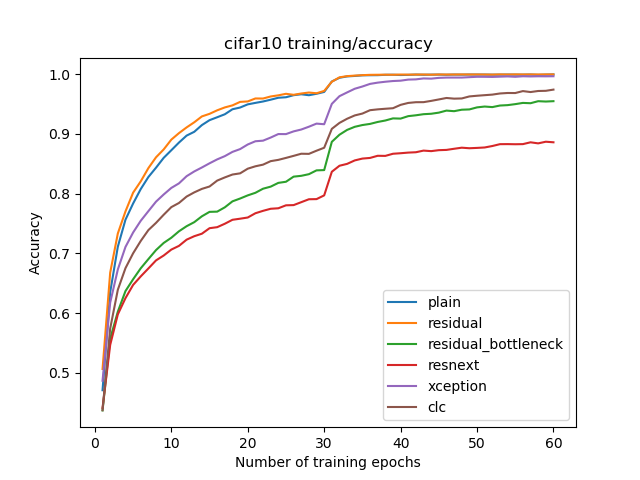 cifar10 training/accuracy
Accuracy
1.0
0.9
0.8
0.7
0.6
0.5
0 10 20 30 40 50 60
Number of training epochs
plain
residual
residual_bottleneck
resnext
xception
clc